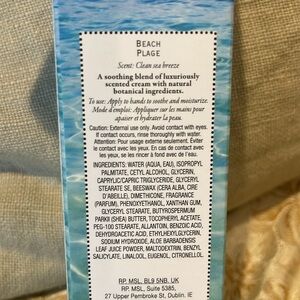 BEACH
PLAGE
Scent: Clean sea breeze
A soothing blend of luxuriously
scented cream with natural
botanical ingredients.
To use: Apply to hands to soothe and moisturize.
Mode d'emploi: Appliquer sur les mains pour
apaiser et hydrater la peau.
Caution: External use only. Avoid contact with eyes.
If contact occurs, rinse thoroughly with water.
Attention: Pour usage externe seulement. Éviter
le contact avec les yeux. En cas de contact avec
les yeux, se les rincer à fond avec de l'eau.
INGREDIENTS: WATER (AQUA, EAU), ISOPROPYL
PALMITATE, CETYL ALCOHOL, GLYCERIN,
CAPRYLIC/CAPRIC TRIGLYCERIDE, GLYCERYL
STEARATE SE, BEESWAX (CERA ALBA, CIRE
D'ABEILLE), DIMETHICONE, FRAGRANCE
(PARFUM), PHENOXYETHANOL, XANTHAN GUM,
GLYCERYL STEARATE, BUTYROSPERMUM
PARKII (SHEA) BUTTER, TOCOPHERYL ACETATE,
PEG-100 STEARATE, ALLANTOIN, BENZOIC ACID,
DEHYDROACETIC ACID, ETHYLHEXYLGLYCERIN,
SODIUM HYDROXIDE, ALOE BARBADENSIS
LEAF JUICE POWDER, MALTODEXTRIN, BENZYL
SALICYLATE, LINALOOL, EUGENOL, CITRONELLOL.
RP, MSL, BL9 5NB, UK
RP, MSL, Suite 5385,
27 Upper Pembroke St, Dublin, IE